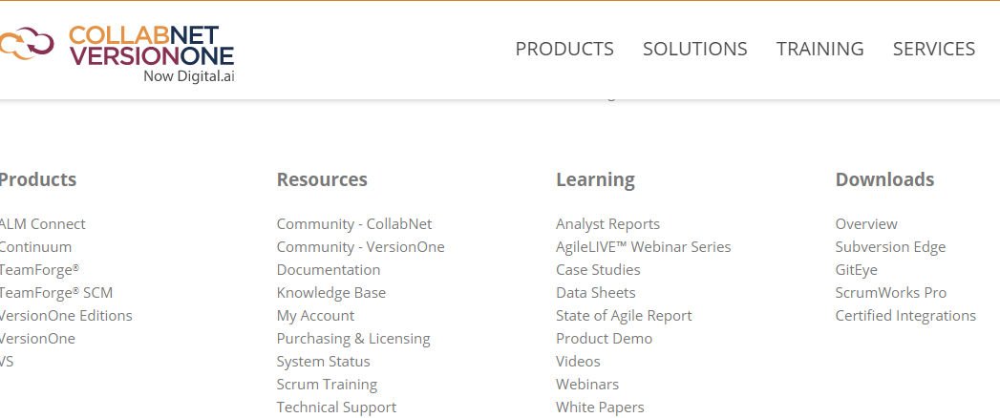 COLLABNET
VERSIONONE
Now Digital.ai
PRODUCTS SOLUTIONS TRAINING SERVICES
Products
ALM Connect
Continuum
TeamForge®
TeamForge® SCM
VersionOne Editions
VersionOne
VS
Resources
Community - CollabNet
Community - VersionOne
Documentation
Knowledge Base
My Account
Purchasing & Licensing
System Status
Scrum Training
Technical Support
Learning
Analyst Reports
AgileLIVE™ Webinar Series
Case Studies
Data Sheets
State of Agile Report
Product Demo
Videos
Webinars
White Papers
Downloads
Overview
Subversion Edge
GitEye
ScrumWorks Pro
Certified Integrations